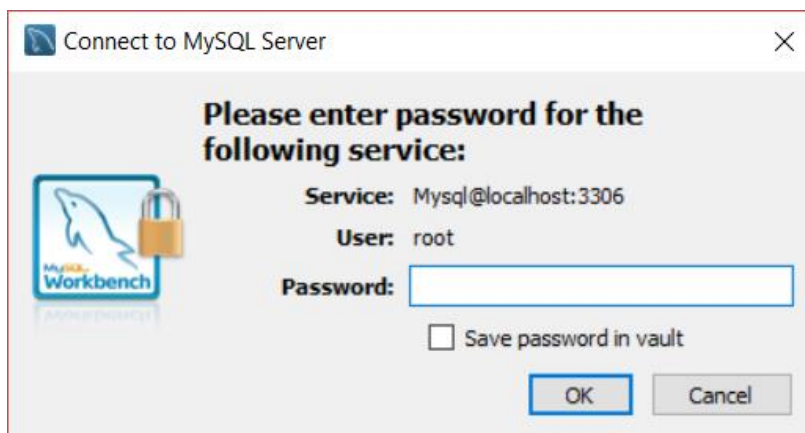 Connect to MySQL Server
Please enter password for the
following service:
Service: Mysql@localhost:3306
User: root
MySQL
Workbench
Password:
Save password in vault
OK Cancel